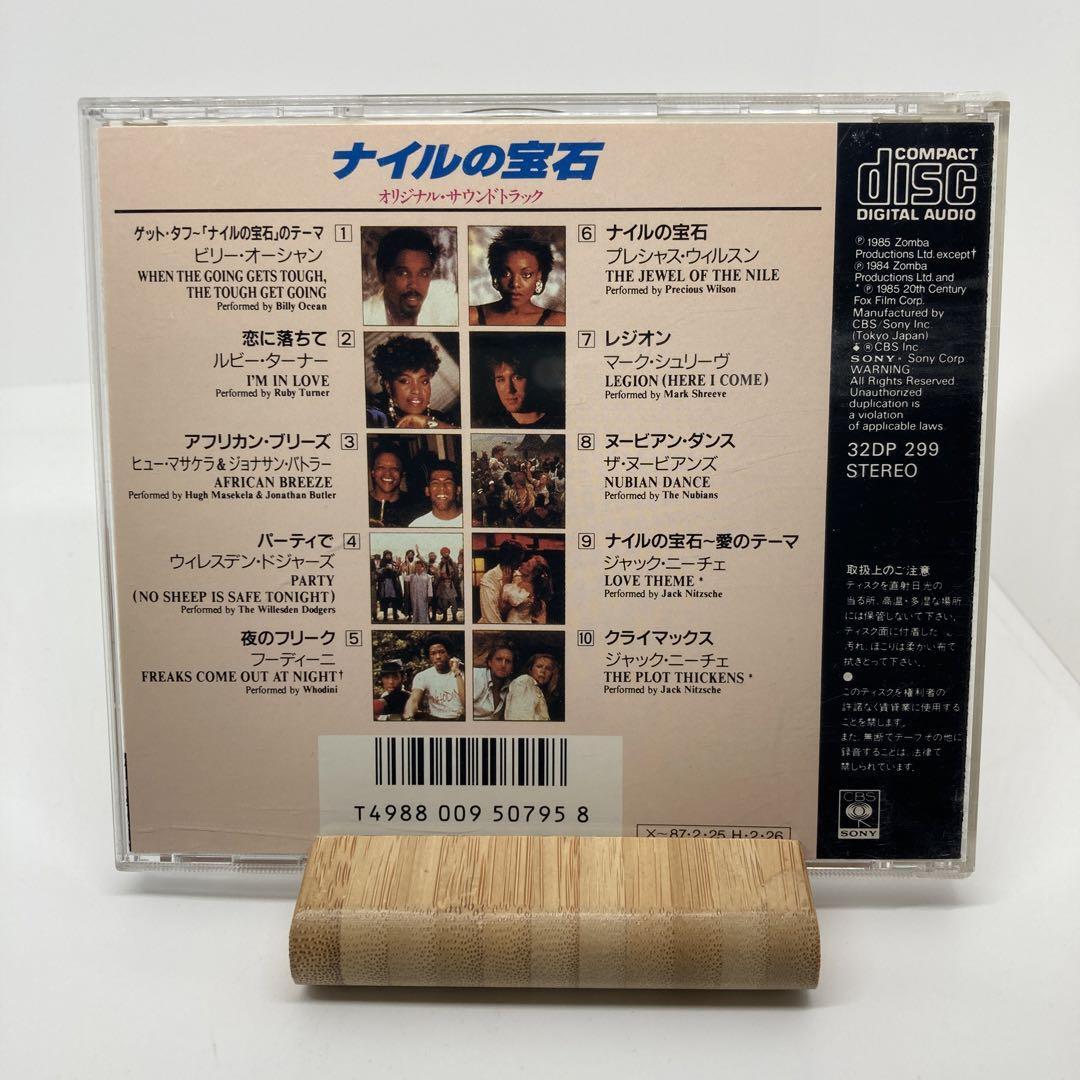 ナイルの宝石
オリジナル・サウンドトラック
ゲット・タフ~「ナイルの宝石」のテーマ 1
ビリー・オーシャン
WHEN THE GOING GETS TOUGH,
THE TOUGH GET GOING
Performed by Billy Ocean
恋に落ちて 2
ルビー・ターナー
I'M IN LOVE
Performed by Ruby Turner
アフリカン・ブリーズ 3
ヒュー・マサケラ&ジョナサン・バトラー
AFRICAN BREEZE
Performed by Hugh Masekela & Jonathan Butler
パーティで 4
ウィレスデン・ドジャーズ
PARTY
(NO SHEEP IS SAFE TONIGHT)
Performed by The Willesden Dodgers
夜のフリーク 5
フーディーニ
FREAKS COME OUT AT NIGHT†
Performed by Whodini
6 ナイルの宝石
プレシャス・ウィルスン
THE JEWEL OF THE NILE
Performed by Precious Wilson
7 レジオン
マーク・シュリーヴ
LEGION (HERE I COME)
Performed by Mark Shreeve
8 ヌービアン・ダンス
ザ・ヌービアンズ
NUBIAN DANCE
Performed by The Nubians
9 ナイルの宝石~愛のテーマ
ジャック・ニーチェ
LOVE THEME *
Performed by Jack Nitzsche
10 クライマックス
ジャック・ニーチェ
THE PLOT THICKENS *
Performed by Jack Nitzsche
T4988 009 50795 8
X~87・2・25 H・2・26
COMPACT
disc
DIGITAL AUDIO
℗ 1985 Zomba
Productions Ltd. except†
℗ 1984 Zomba
Productions Ltd. and
* ℗ 1985 20th Century
Fox Film Corp.
Manufactured by
CBS/Sony Inc.
(Tokyo Japan)
® CBS Inc.
SONY® Sony Corp.
WARNING
All Rights Reserved.
Unauthorized
duplication is
a violation
of applicable laws.
32DP 299
STEREO
取扱上のご注意
ディスクを直射日光の
当る所、高温・多湿な場所
には保管しないで下さい。
ディスク面に付着した
汚れ、ほこりは柔かい布で
拭きとって下さい。
●
このディスクを権利者の
許諾なく賃貸業に使用する
ことを禁じます。
また、無断でテープその他に
録音することは、法律で
禁じられています。
CBS
SONY